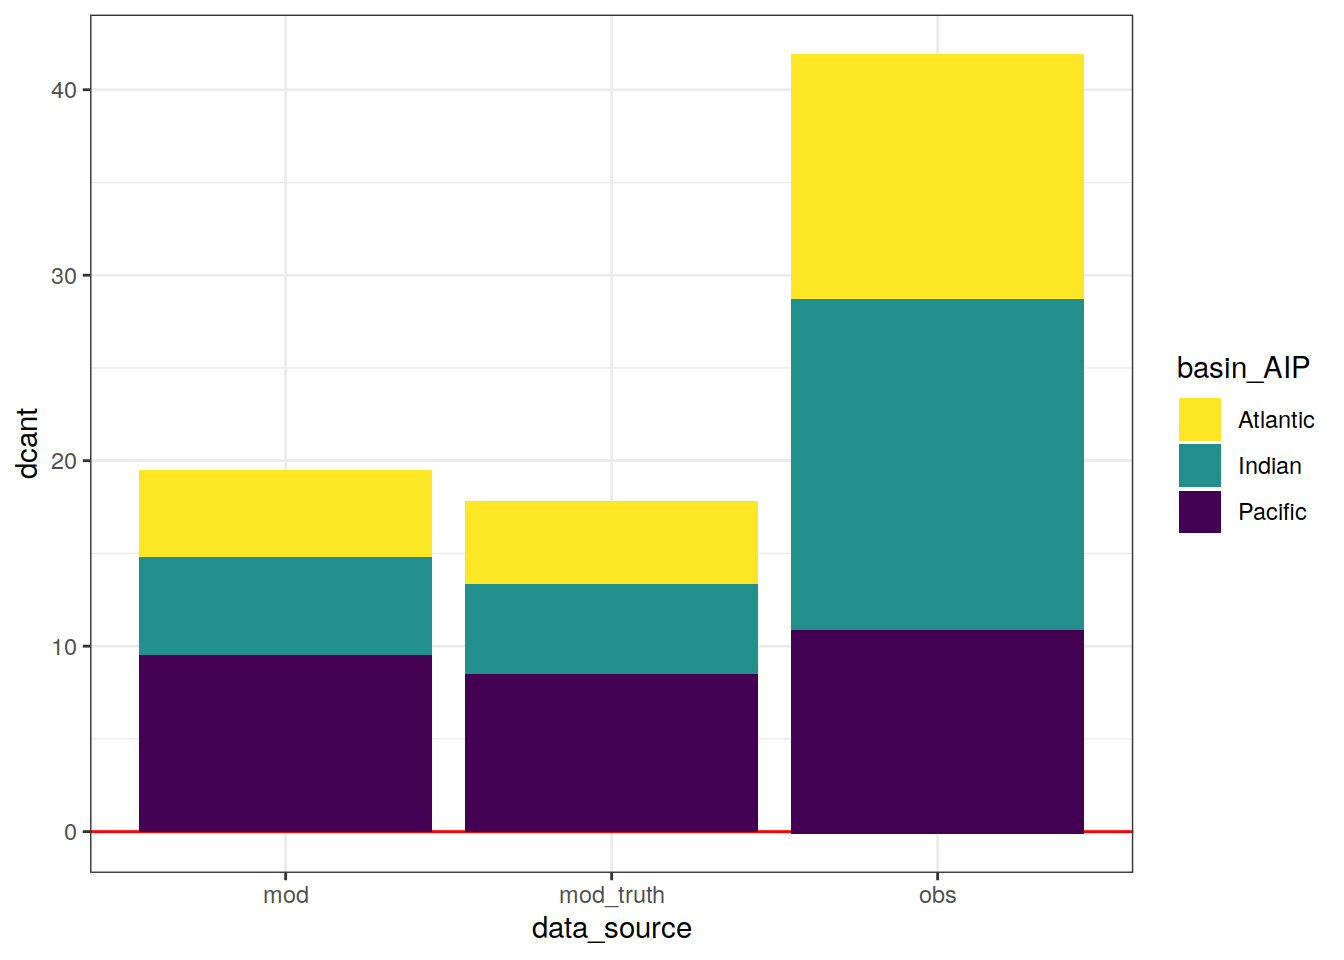 40
30
20
10
0
dcant
mod
mod_truth
obs
data_source
basin_AIP
Atlantic
Indian
Pacific